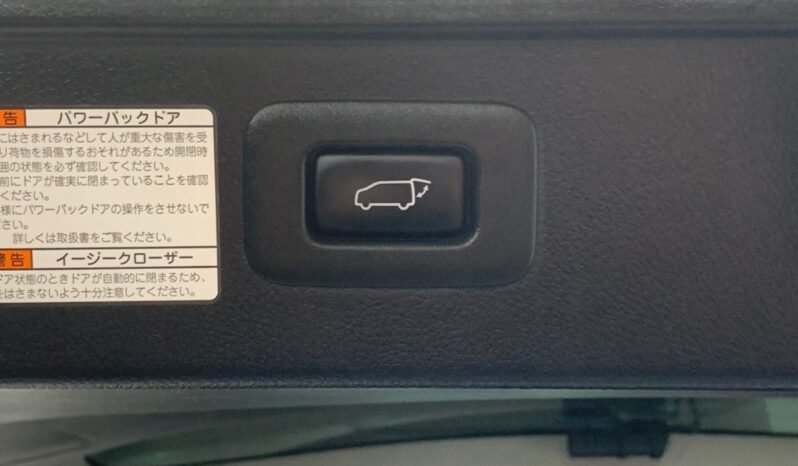 告 パワーバックドア
にはさまれるなどして人が重大な傷害を受
り荷物を損傷するおそれがあるため開閉時
囲の状態を必ず確認してください。
前にドアが確実に閉まっていることを確認
ください。
様にパワーバックドアの操作をさせないで
ださい。
詳しくは取扱書をご覧ください。
警告 イージークローザー
ドア状態のときドアが自動的に閉まるため、
をはさまないよう十分注意してください。